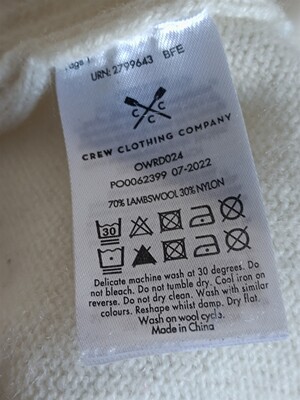 URN: 2799643 BFE
C C
C
CREW CLOTHING COMPANY
OWRD024
PO0062399 07-2022
70% LAMBSWOOL 30% NYLON
30
Delicate machine wash at 30 degrees. Do
not bleach. Do not tumble dry. Cool iron on
reverse. Do not dry clean. Wash with similar
colours. Reshape whilst damp. Dry flat.
Wash on wool cycle.
Made in China